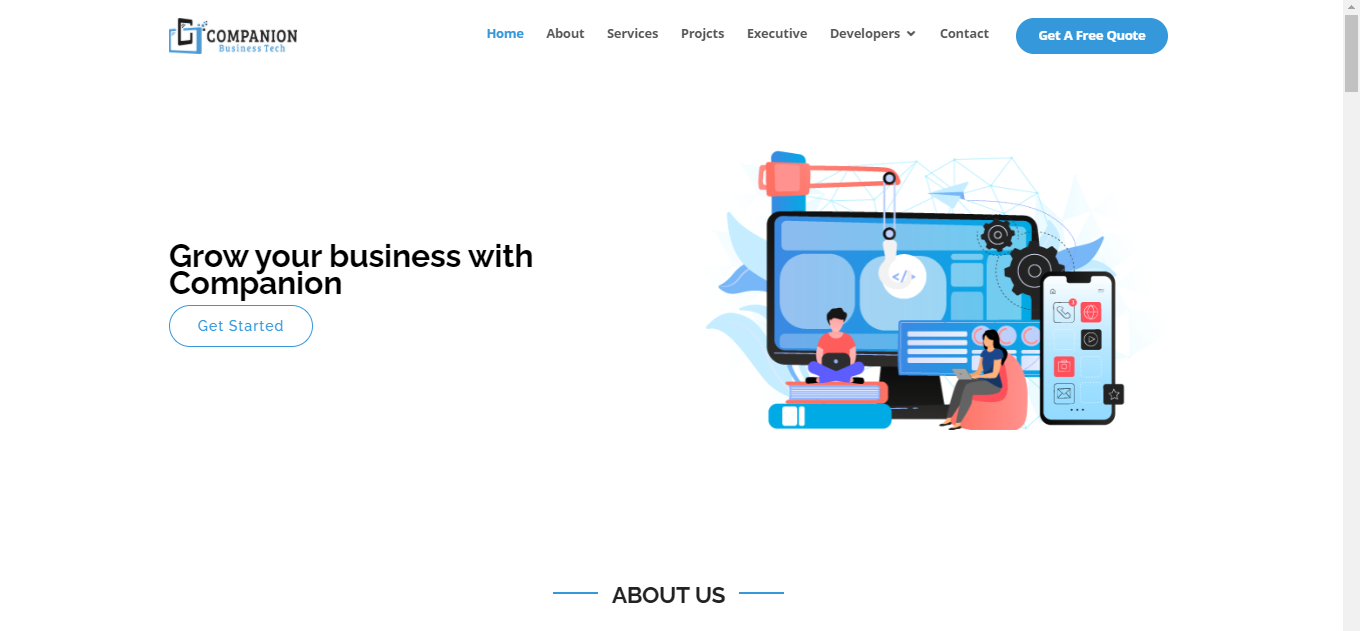 COMPANION
Business Tech
Home About Services Projcts Executive Developers Contact Get A Free Quote
Grow your business with
Companion
Get Started
</>
3
ABOUT US